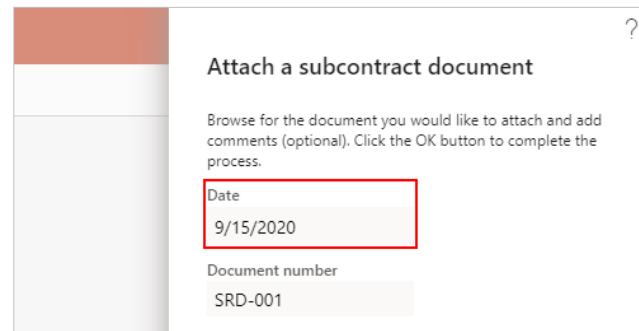 ?
Attach a subcontract document
Browse for the document you would like to attach and add
comments (optional). Click the OK button to complete the
process.
Date
9/15/2020
Document number
SRD-001